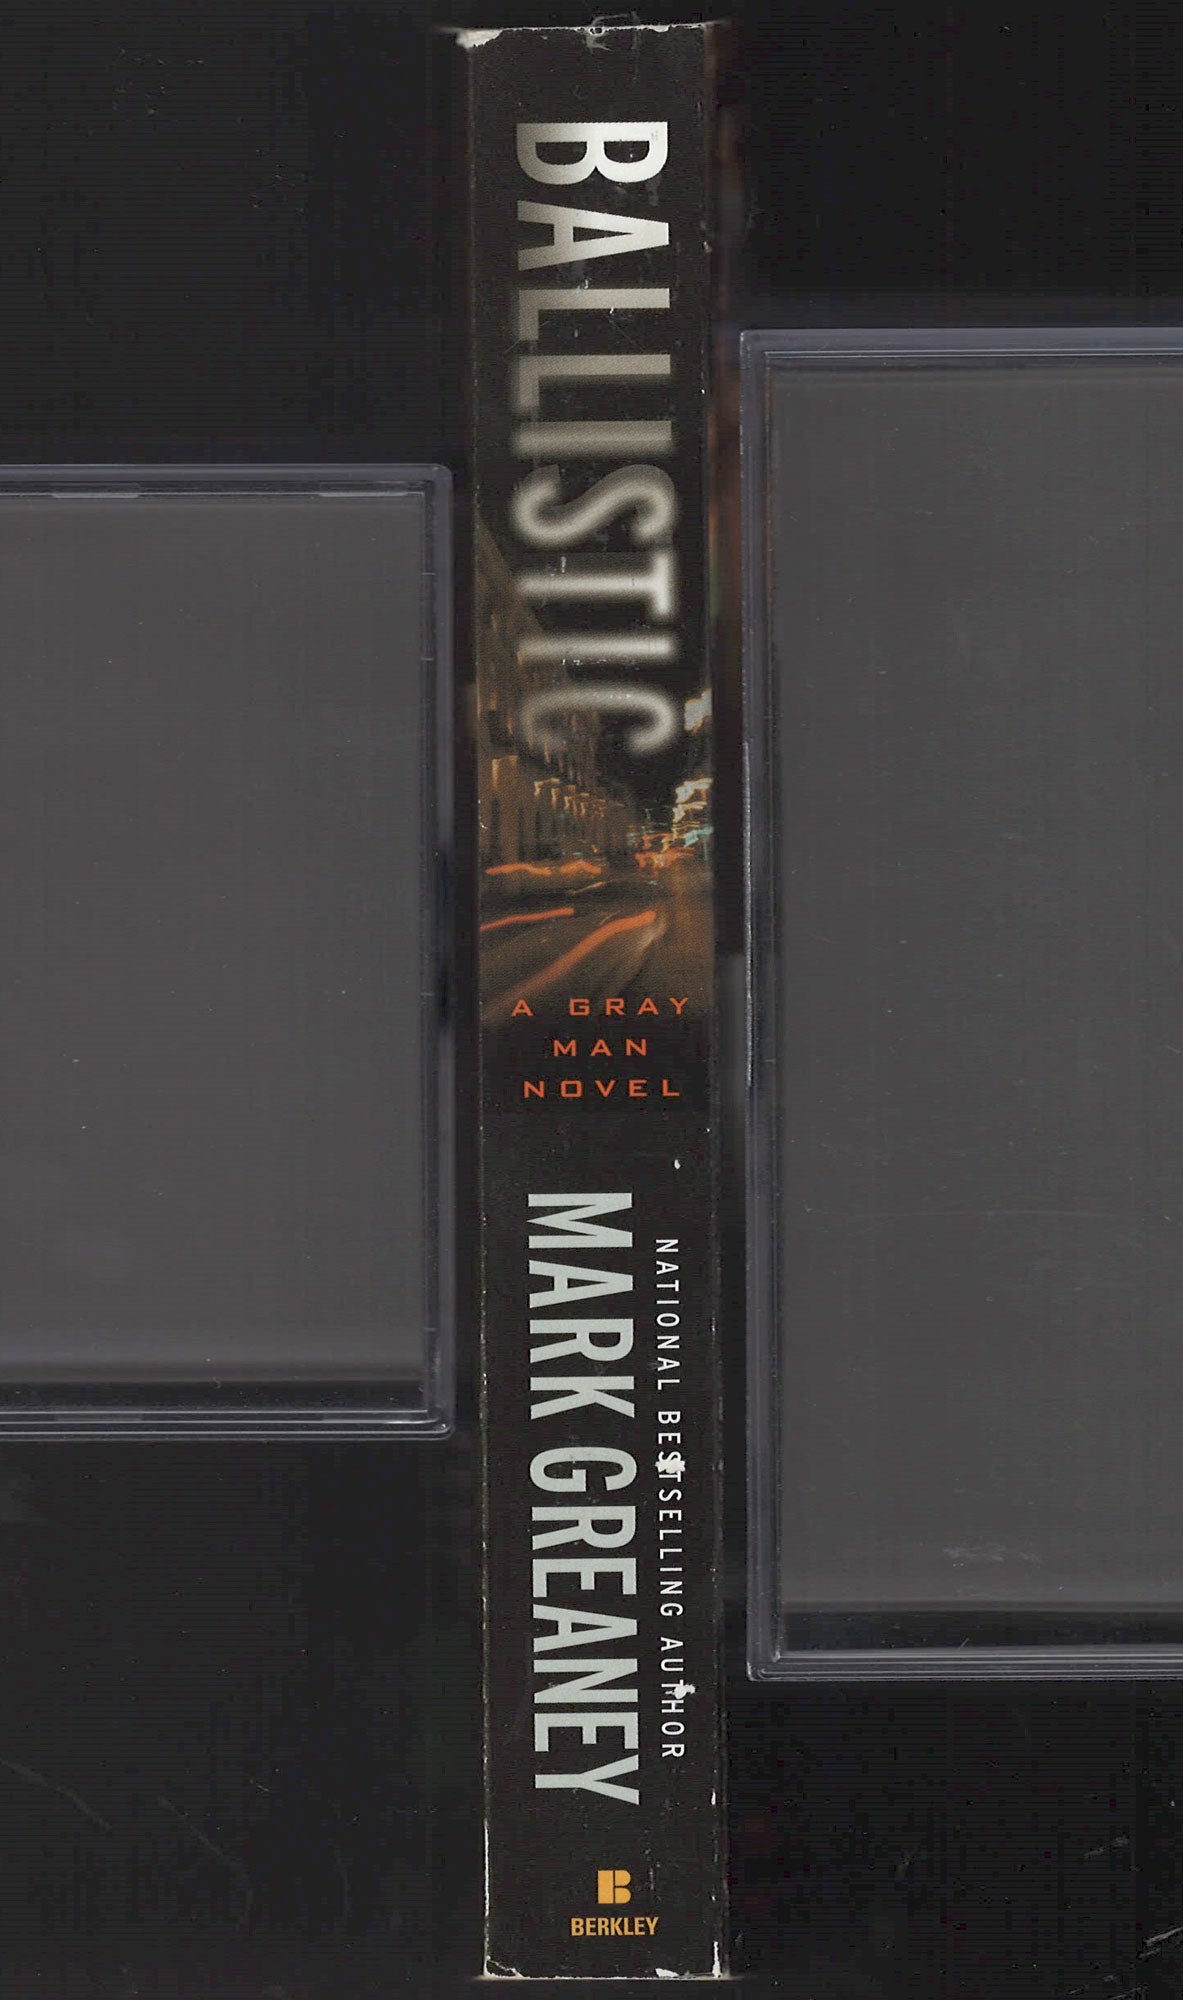 BALLISTIC
A GRAY
MAN
NOVEL
NATIONAL BESTSELLING AUTHOR
MARK GREANEY
B
BERKLEY